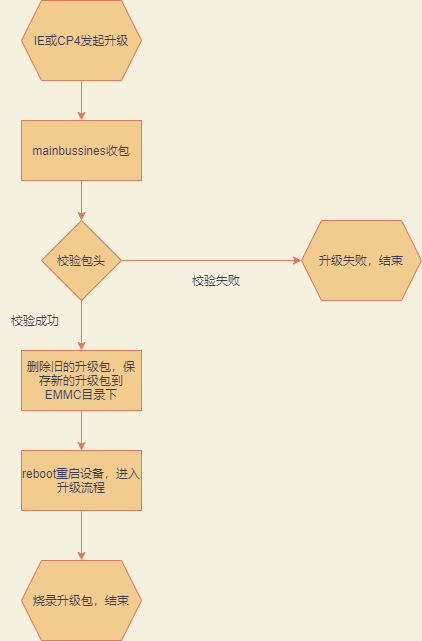 IE或CP4发起升级
mainbussines收包
校验包头
升级失败，结束
校验失败
校验成功
删除旧的升级包，保
存新的升级包到
EMMC目录下
reboot重启设备，进入
升级流程
烧录升级包，结束